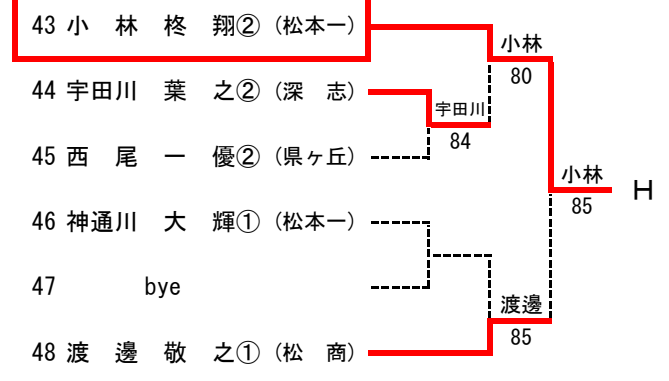 43 小 林 柊 翔② (松本一)
小林
80
44 宇田川 葉 之② (深 志)
宇田川
84
45 西 尾 一 優② (県ヶ丘)
小林
85
H
46 神通川 大 輝① (松本一)
47 bye
渡邊
85
48 渡 邊 敬 之① (松 商)